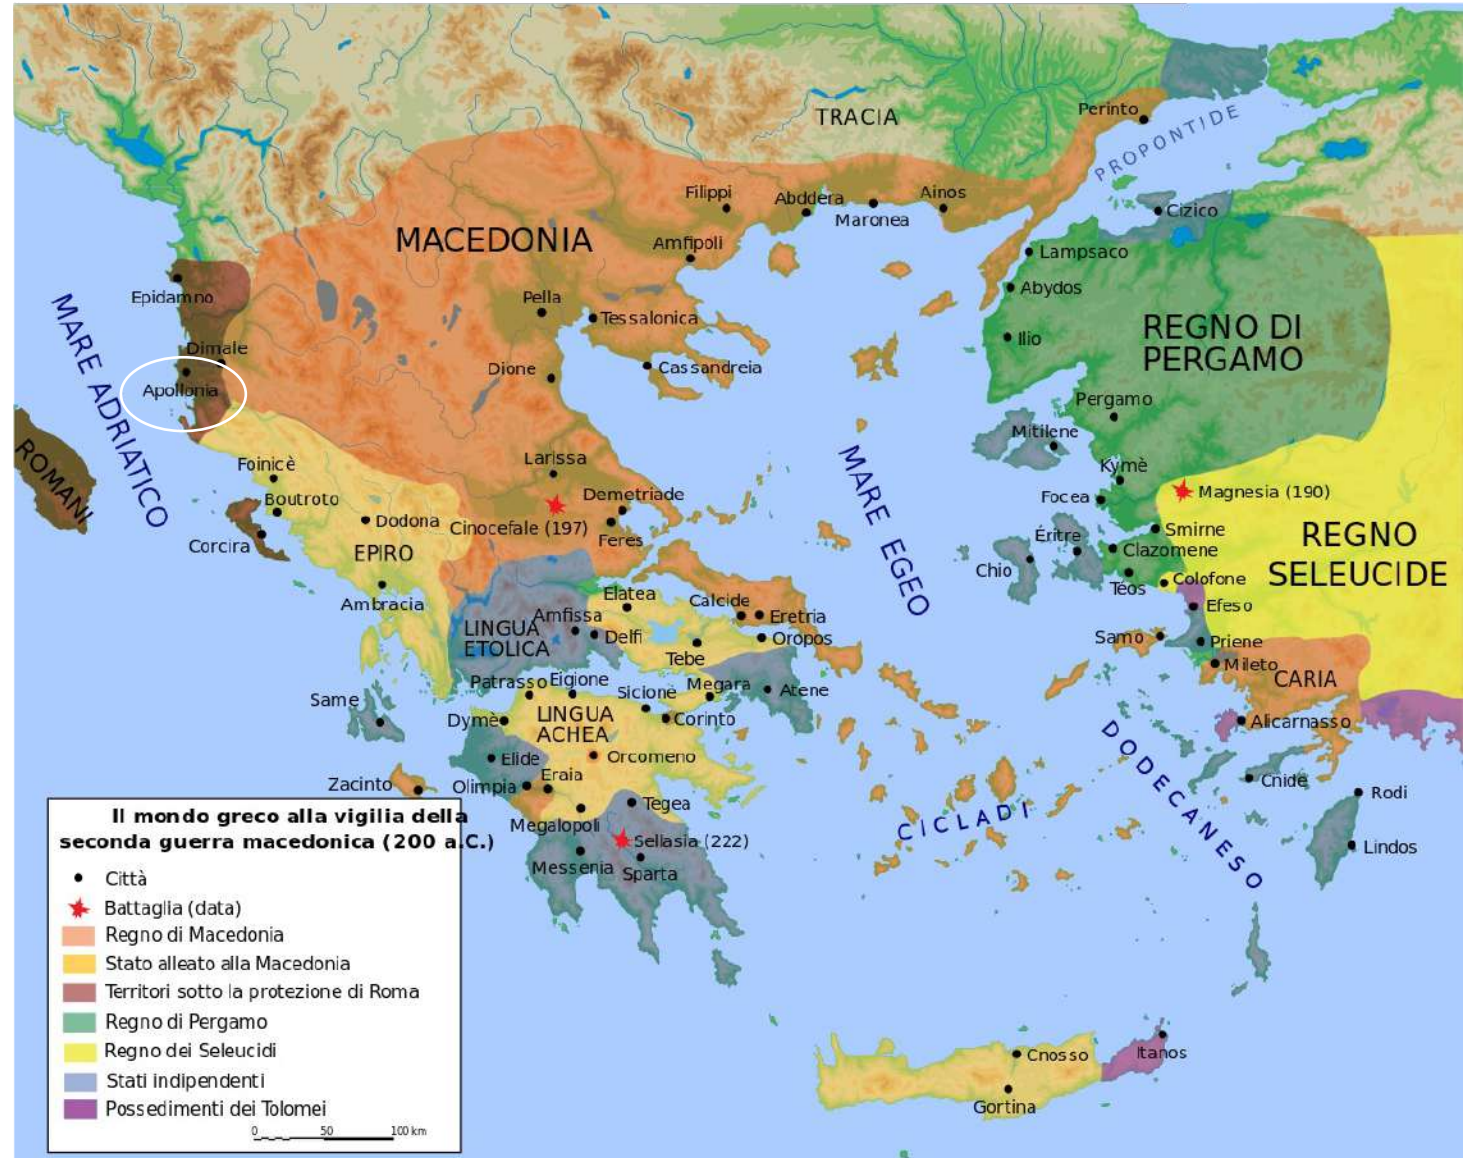 TRACIA
Perinto
PROPONTIDE
Filippi
Abddera
Ainos
Maronea
Cizico
MACEDONIA
Amfipoli
Lampsaco
Epidamno
Pella
Tessalonica
Abydos
MARE ADRIATICO
Dimale
Apollonia
Dione
Cassandreia
Ilio
REGNO DI
PERGAMO
Pergamo
Mitilene
ROMANI
Foinicè
Larissa
MARE EGEO
Kymè
Boutroto
Demetriade
Focea
Magnesia (190)
Dodona
Cinocefale (197)
Corcira
EPIRO
Feres
Éritre
Smirne
REGNO
SELEUCIDE
Clazomene
Chio
Téos
Colofone
Ambracia
Elatea
Calcide
Eretria
Efeso
LINGUA
ETOLICA
Amfissa
Delfi
Oropos
Samo
Priene
Tebe
Mileto
CARIA
Patrasso
Eigione
Sicione
Megara
Atene
Same
Dymè
LINGUA
ACHEA
Corinto
Alicarnasso
Elide
Orcomeno
DODECANESO
Zacinto
Olimpia
Eraia
Cnide
Rodi
Tegea
CICLADI
Megalopoli
Sellasia (222)
Lindos
Messenia
Sparta
Cnosso
Itanos
Gortina
Il mondo greco alla vigilia della
seconda guerra macedonica (200 a.C.)
Città
Battaglia (data)
Regno di Macedonia
Stato alleato alla Macedonia
Territori sotto la protezione di Roma
Regno di Pergamo
Regno dei Seleucidi
Stati indipendenti
Possedimenti dei Tolomei
0 50 100 km